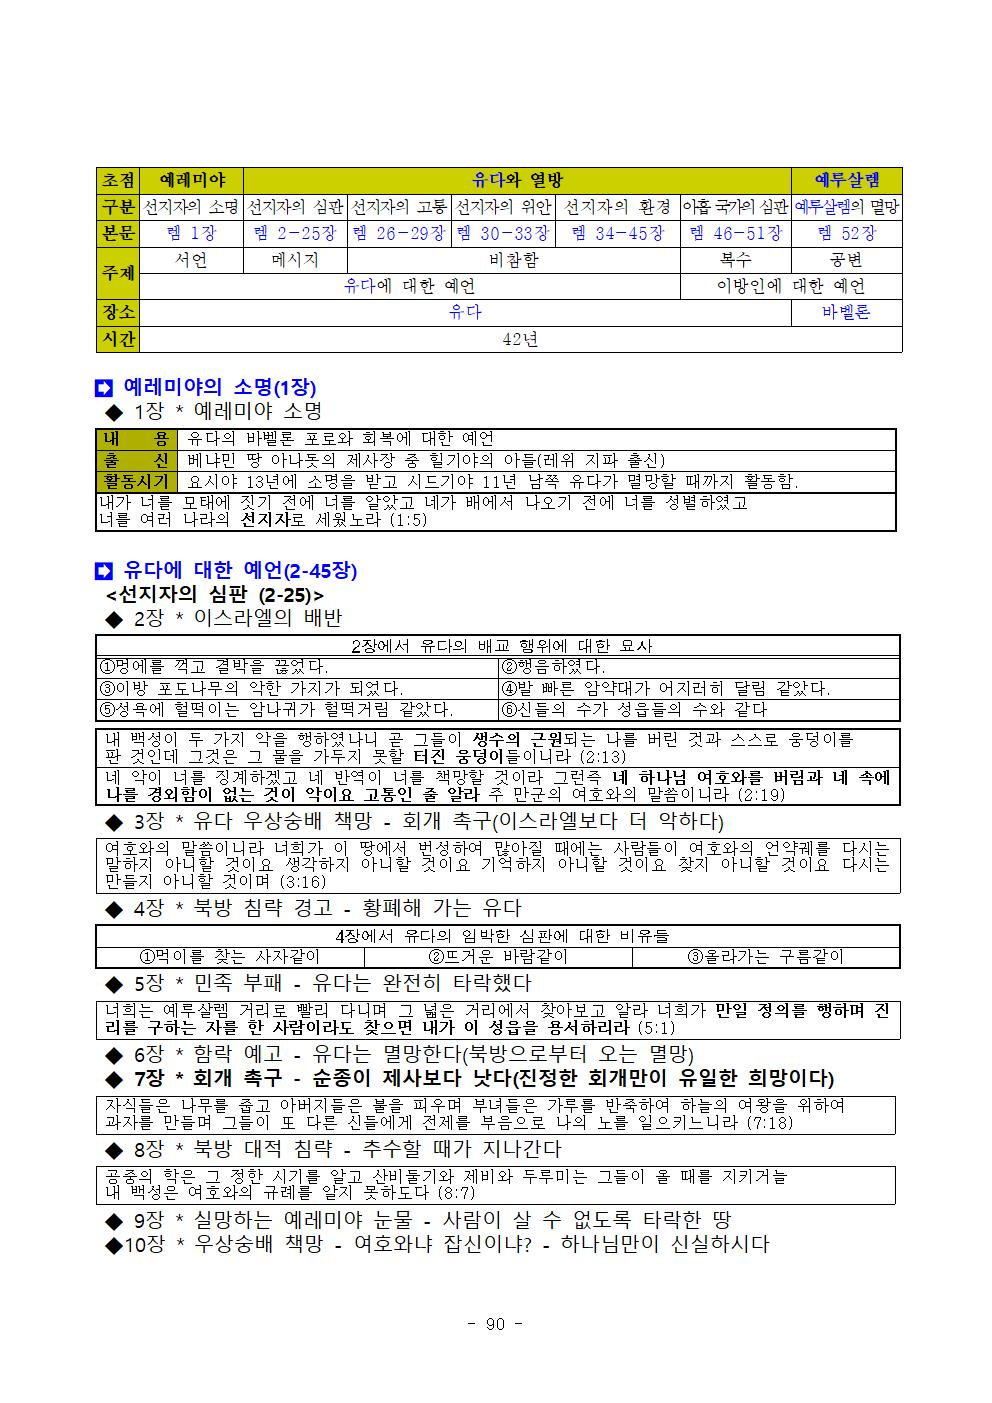 초점 예레미야 유다와 열방 예루살렘
구분 선지자의 소명 선지자의 심판 선지자의 고통 선지자의 위안 선지자의 환경 아홉 국가의 심판 예루살렘의 멸망
본문 렘 1장 렘 2-25장 렘 26-29장 렘 30-33장 렘 34-45장 렘 46-51장 렘 52장
주제 서언 메시지 비참함 복수 공변
유다에 대한 예언 이방인에 대한 예언
장소 유다 바벨론
시간 42년
➡ 예레미야의 소명(1장)
◆ 1장 * 예레미야 소명
내 용 유다의 바벨론 포로와 회복에 대한 예언
출 신 베냐민 땅 아나돗의 제사장 중 힐기야의 아들(레위 지파 출신)
활동시기 요시야 13년에 소명을 받고 시드기야 11년 남쪽 유다가 멸망할 때까지 활동함.
내가 너를 모태에 짓기 전에 너를 알았고 네가 배에서 나오기 전에 너를 성별하였고
너를 여러 나라의 선지자로 세웠노라 (1:5)
➡ 유다에 대한 예언(2-45장)
<선지자의 심판 (2-25)>
◆ 2장 * 이스라엘의 배반
2장에서 유다의 배교 행위에 대한 묘사
①멍에를 꺽고 결박을 끊었다. ②행음하였다.
③이방 포도나무의 악한 가지가 되었다. ④발 빠른 암약대가 어지러히 달림 같았다.
⑤성욕에 헐떡이는 암나귀가 헐떡거림 같았다. ⑥신들의 수가 성읍들의 수와 같다
내 백성이 두 가지 악을 행하였나니 곧 그들이 생수의 근원되는 나를 버린 것과 스스로 웅덩이를
판 것인데 그것은 그 물을 가두지 못할 터진 웅덩이들이니라 (2:13)
네 악이 너를 징계하겠고 네 반역이 너를 책망할 것이라 그런즉 네 하나님 여호와를 버림과 네 속에
나를 경외함이 없는 것이 악이요 고통인 줄 알라 주 만군의 여호와의 말씀이니라 (2:19)
◆ 3장 * 유다 우상숭배 책망 - 회개 촉구(이스라엘보다 더 악하다)
여호와의 말씀이니라 너희가 이 땅에서 번성하여 많아질 때에는 사람들이 여호와의 언약궤를 다시는
말하지 아니할 것이요 생각하지 아니할 것이요 기억하지 아니할 것이요 찾지 아니할 것이요 다시는
만들지 아니할 것이며 (3:16)
◆ 4장 * 북방 침략 경고 - 황폐해 가는 유다
4장에서 유다의 임박한 심판에 대한 비유들
①먹이를 찾는 사자같이 ②뜨거운 바람같이 ③올라가는 구름같이
◆ 5장 * 민족 부패 - 유다는 완전히 타락했다
너희는 예루살렘 거리로 빨리 다니며 그 넓은 거리에서 찾아보고 알라 너희가 만일 정의를 행하며 진
리를 구하는 자를 한 사람이라도 찾으면 내가 이 성읍을 용서하리라 (5:1)
◆ 6장 * 함락 예고 - 유다는 멸망한다(북방으로부터 오는 멸망)
◆ 7장 * 회개 촉구 - 순종이 제사보다 낫다(진정한 회개만이 유일한 희망이다)
자식들은 나무를 줍고 아버지들은 불을 피우며 부녀들은 가루를 반죽하여 하늘의 여왕을 위하여
과자를 만들며 그들이 또 다른 신들에게 전제를 부음으로 나의 노를 일으키느니라 (7:18)
◆ 8장 * 북방 대적 침략 - 추수할 때가 지나간다
공중의 학은 그 정한 시기를 알고 산비둘기와 제비와 두루미는 그들이 올 때를 지키거늘
내 백성은 여호와의 규례를 알지 못하도다 (8:7)
◆ 9장 * 실망하는 예레미야 눈물 - 사람이 살 수 없도록 타락한 땅
◆10장 * 우상숭배 책망 - 여호와냐 잡신이냐? - 하나님만이 신실하시다
- 90 -